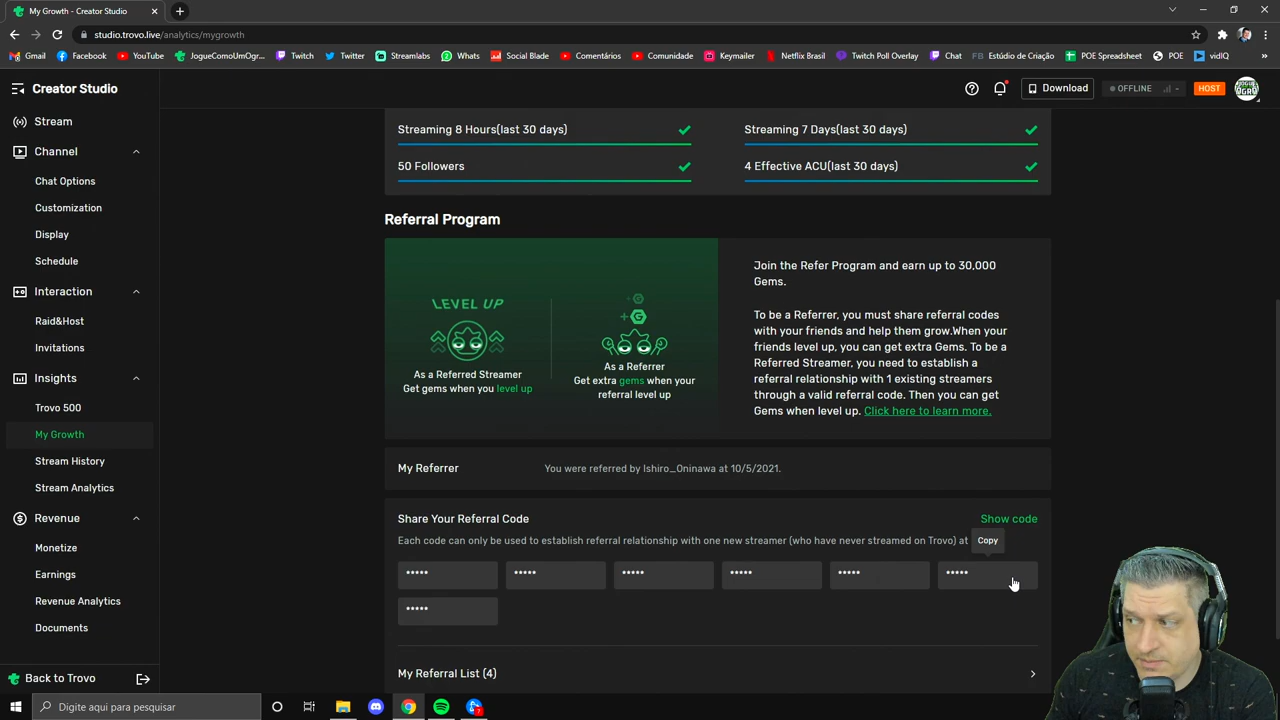 My Growth - Creator Studio
studio.trovo.live/analytics/mygrowth
Gmail
Facebook
YouTube
JogueComoUmOgr...
Twitch
Twitter
Streamlabs
Whats
Social Blade
Comentários
Comunidade
Keymailer
Netflix Brasil
Twitch Poll Overlay
Chat
Estúdio de Criação
POE Spreadsheet
POE
vidIQ
»
Creator Studio
Download
OFFLINE
HOST
Stream
Channel
Chat Options
Customization
Display
Schedule
Interaction
Raid&Host
Invitations
Insights
Trovo 500
My Growth
Stream History
Stream Analytics
Revenue
Monetize
Earnings
Revenue Analytics
Documents
Back to Trovo
Streaming 8 Hours(last 30 days)
Streaming 7 Days(last 30 days)
50 Followers
4 Effective ACU(last 30 days)
Referral Program
LEVEL UP
As a Referred Streamer
Get gems when you level up
+G
+G
As a Referrer
Get extra gems when your
referral level up
Join the Refer Program and earn up to 30,000
Gems.
To be a Referrer, you must share referral codes
with your friends and help them grow.When your
friends level up, you can get extra Gems. To be a
Referred Streamer, you need to establish a
referral relationship with 1 existing streamers
through a valid referral code. Then you can get
Gems when level up. Click here to learn more.
My Referrer
You were referred by Ishiro_Oninawa at 10/5/2021.
Share Your Referral Code
Show code
Each code can only be used to establish referral relationship with one new streamer (who have never streamed on Trovo) at
Copy
***** ***** ***** ***** ***** *****
*****
My Referral List (4)
Digite aqui para pesquisar
7